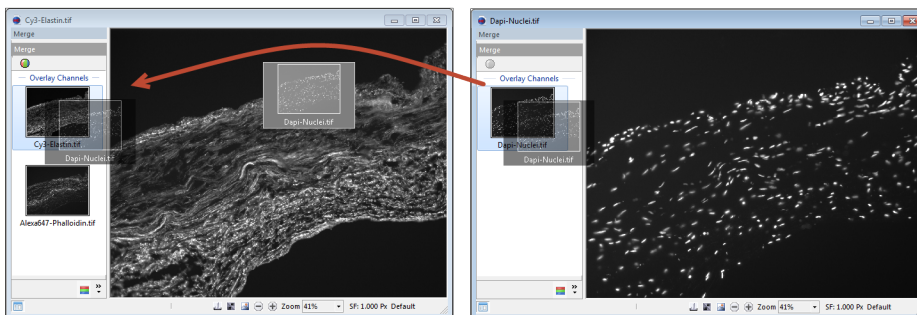 Cy3-Elastin.tif
Merge
Merge
Overlay Channels
Cy3-Elastin.tif
Dapi-Nuclei.tif
Alexa647-Phalloidin.tif
Dapi-Nuclei.tif
Zoom 41% SF: 1.000 Px Default
Dapi-Nuclei.tif
Merge
Merge
Overlay Channels
Dapi-Nuclei.tif
Dapi-Nuclei.tif
Zoom 41% SF: 1.000 Px Default